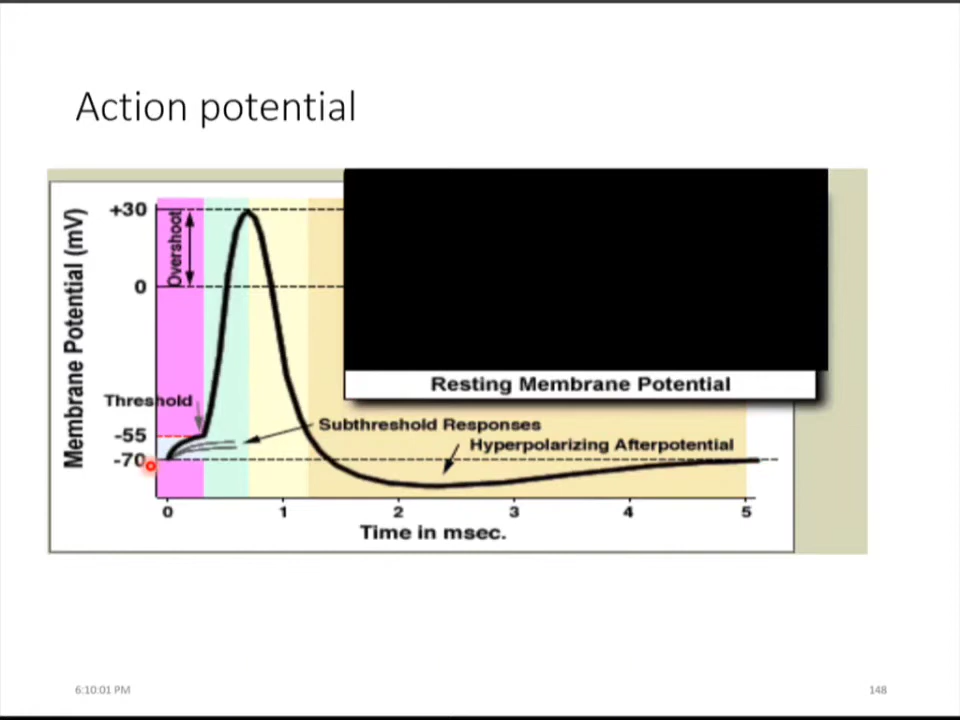 Action potential
Membrane Potential (mV)
+30
Overshoot
0
Resting Membrane Potential
Threshold
Subthreshold Responses
-55
Hyperpolarizing Afterpotential
-70
0 1 2 3 4 5
Time in msec.
6:10:01 PM
148